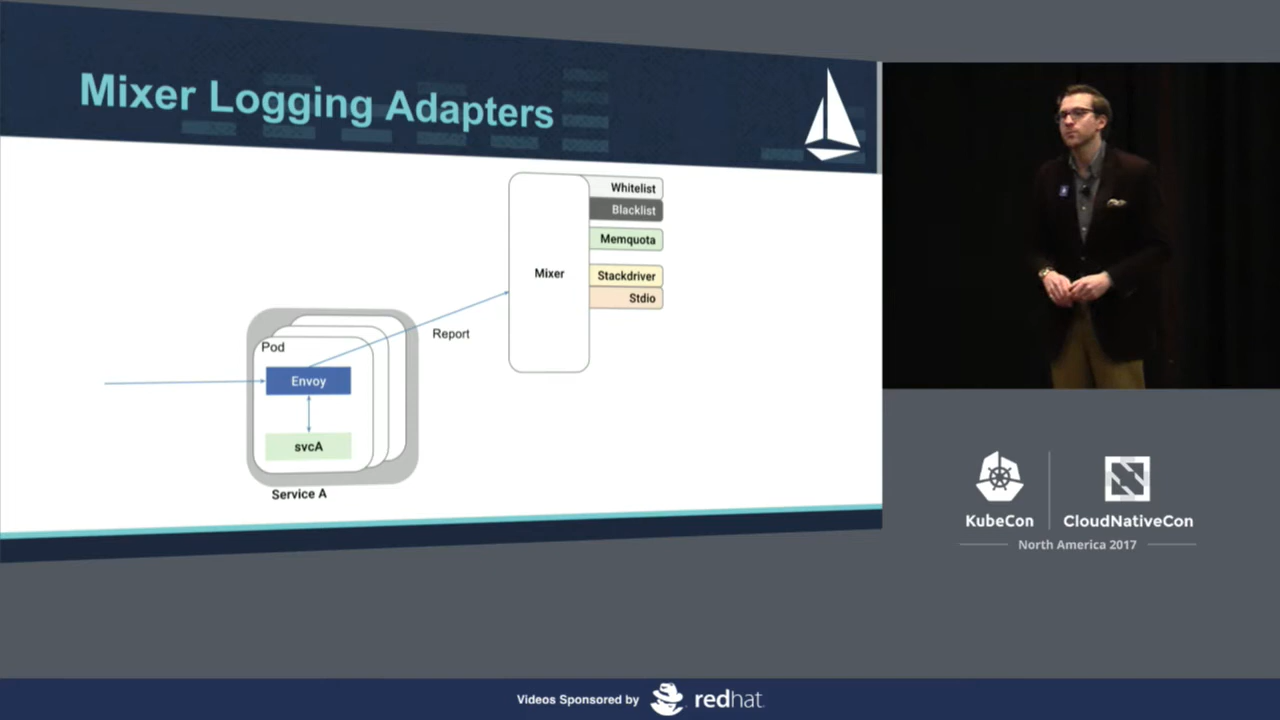 Mixer Logging Adapters
Whitelist
Blacklist
Memquota
Mixer
Stackdriver
Stdio
Report
Pod
Envoy
svcA
Service A
KubeCon
CloudNativeCon
North America 2017
Videos Sponsored by
redhat